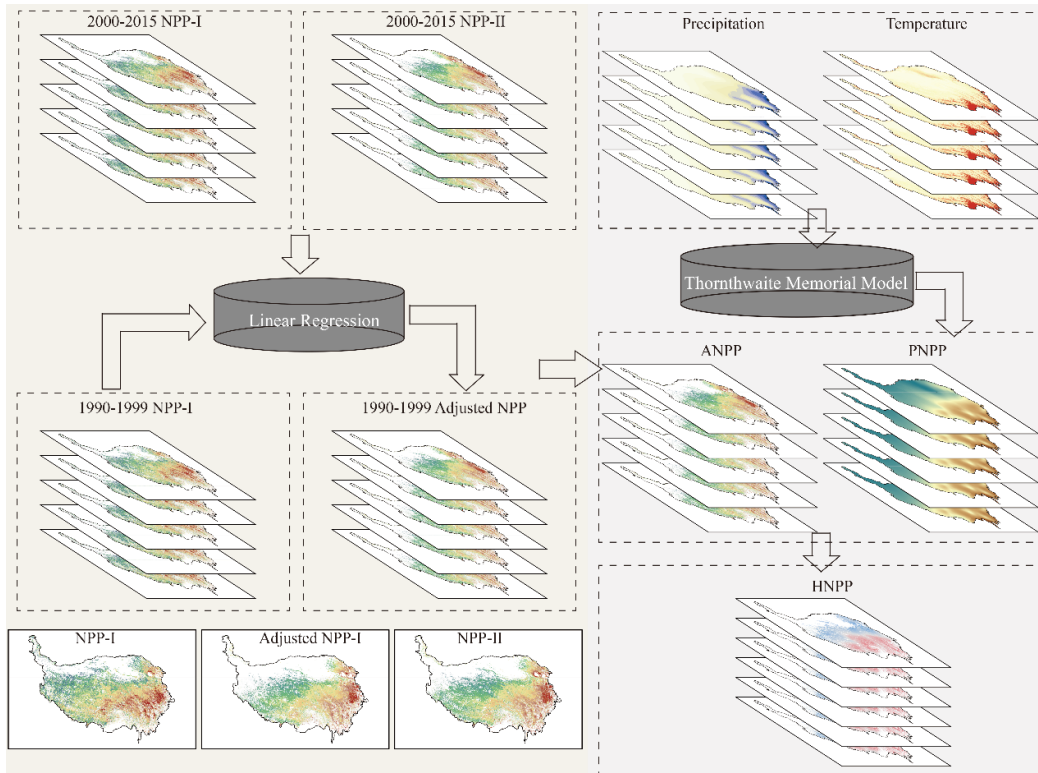 2000-2015 NPP-I
2000-2015 NPP-II
Precipitation
Temperature
Linear Regression
Thornthwaite Memorial Model
1990-1999 NPP-I
1990-1999 Adjusted NPP
ANPP
PNPP
HNPP
NPP-I
Adjusted NPP-I
NPP-II